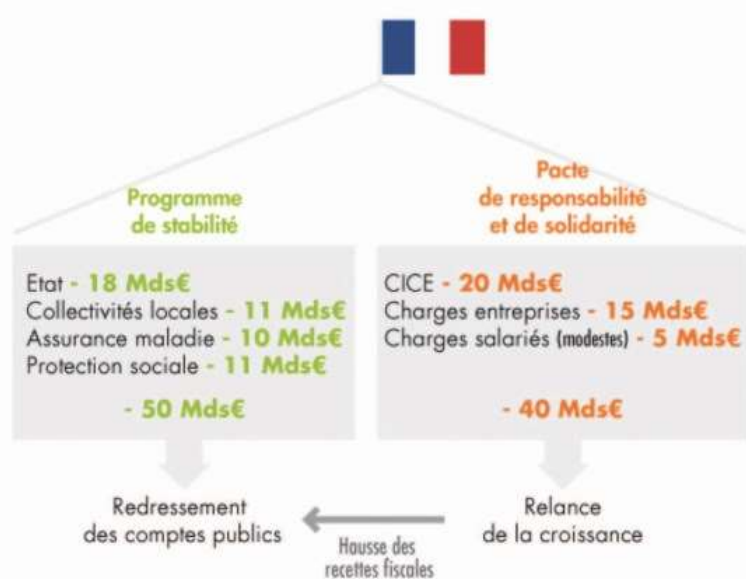 Programme
de stabilité
Etat - 18 Mds€
Collectivités locales - 11 Mds€
Assurance maladie - 10 Mds€
Protection sociale - 11 Mds€
- 50 Mds€
Redressement
des comptes publics
Pacte
de responsabilité
et de solidarité
CICE - 20 Mds€
Charges entreprises - 15 Mds€
Charges salariés (modestes) - 5 Mds€
- 40 Mds€
Relance
de la croissance
Hausse des
recettes fiscales